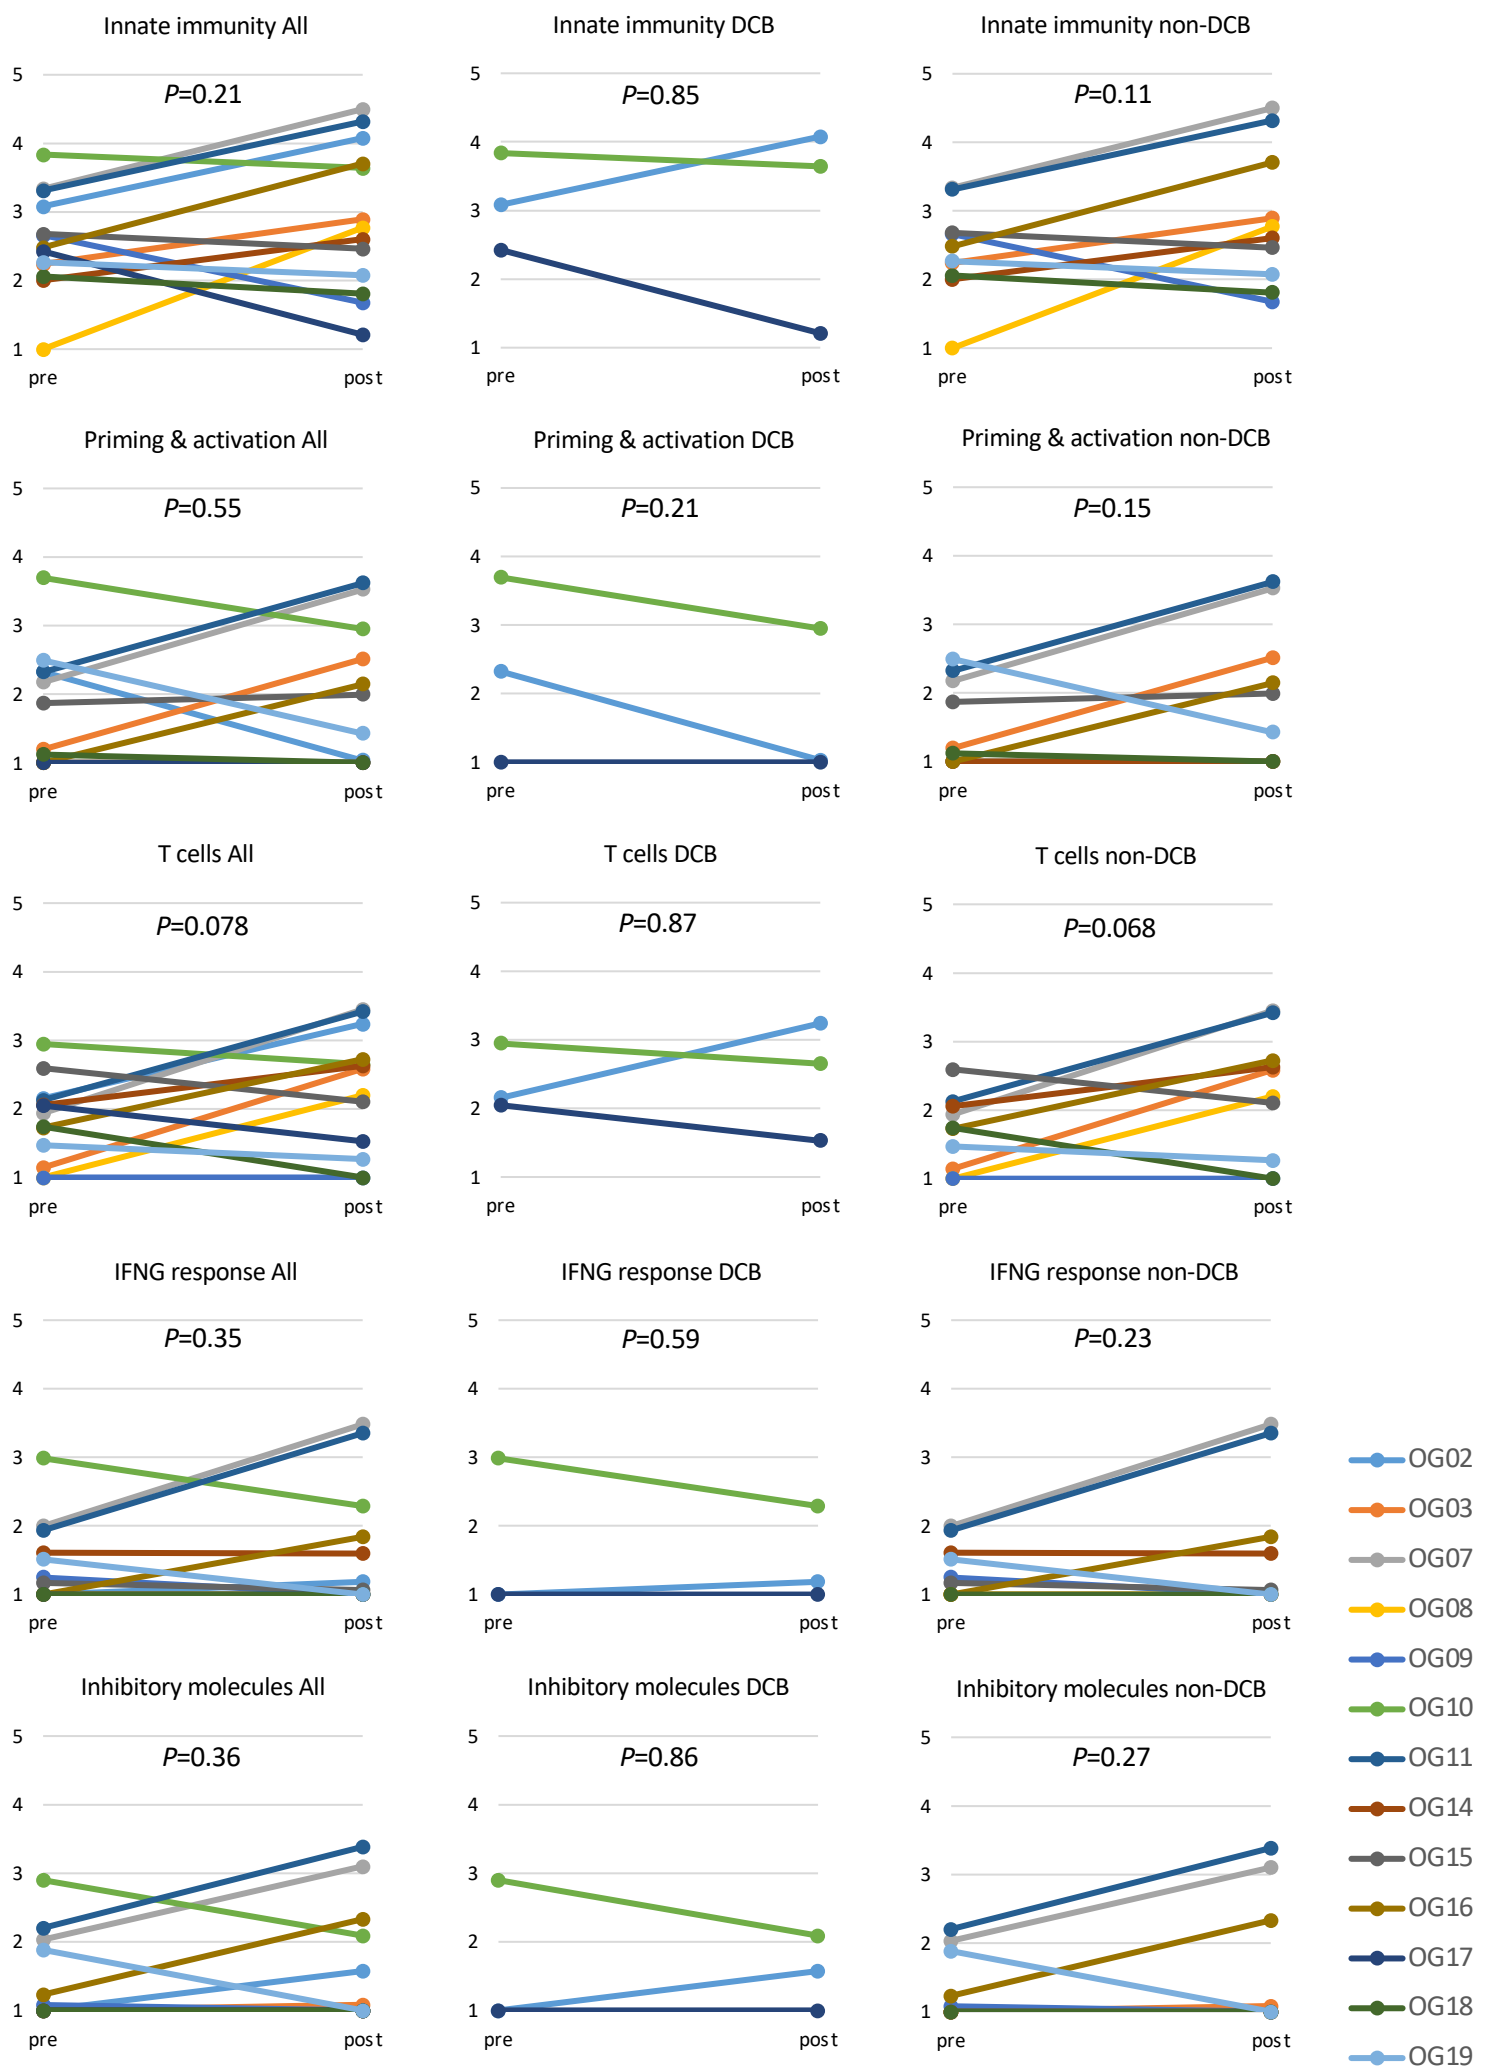 Innate immunity All
5
P=0.21
4
3
2
1
pre post
Innate immunity DCB
5
P=0.85
4
3
2
1
pre post
Innate immunity non-DCB
5
P=0.11
4
3
2
1
pre post
Priming & activation All
5
P=0.55
4
3
2
1
pre post
Priming & activation DCB
5
P=0.21
4
3
2
1
pre post
Priming & activation non-DCB
5
P=0.15
4
3
2
1
pre post
T cells All
5
P=0.078
4
3
2
1
pre post
T cells DCB
5
P=0.87
4
3
2
1
pre post
T cells non-DCB
5
P=0.068
4
3
2
1
pre post
IFNG response All
5
P=0.35
4
3
2
1
pre post
IFNG response DCB
5
P=0.59
4
3
2
1
pre post
IFNG response non-DCB
5
P=0.23
4
3
2
1
pre post
Inhibitory molecules All
5
P=0.36
4
3
2
1
pre post
Inhibitory molecules DCB
5
P=0.86
4
3
2
1
pre post
Inhibitory molecules non-DCB
5
P=0.27
4
3
2
1
pre post
OG02
OG03
OG07
OG08
OG09
OG10
OG11
OG14
OG15
OG16
OG17
OG18
OG19